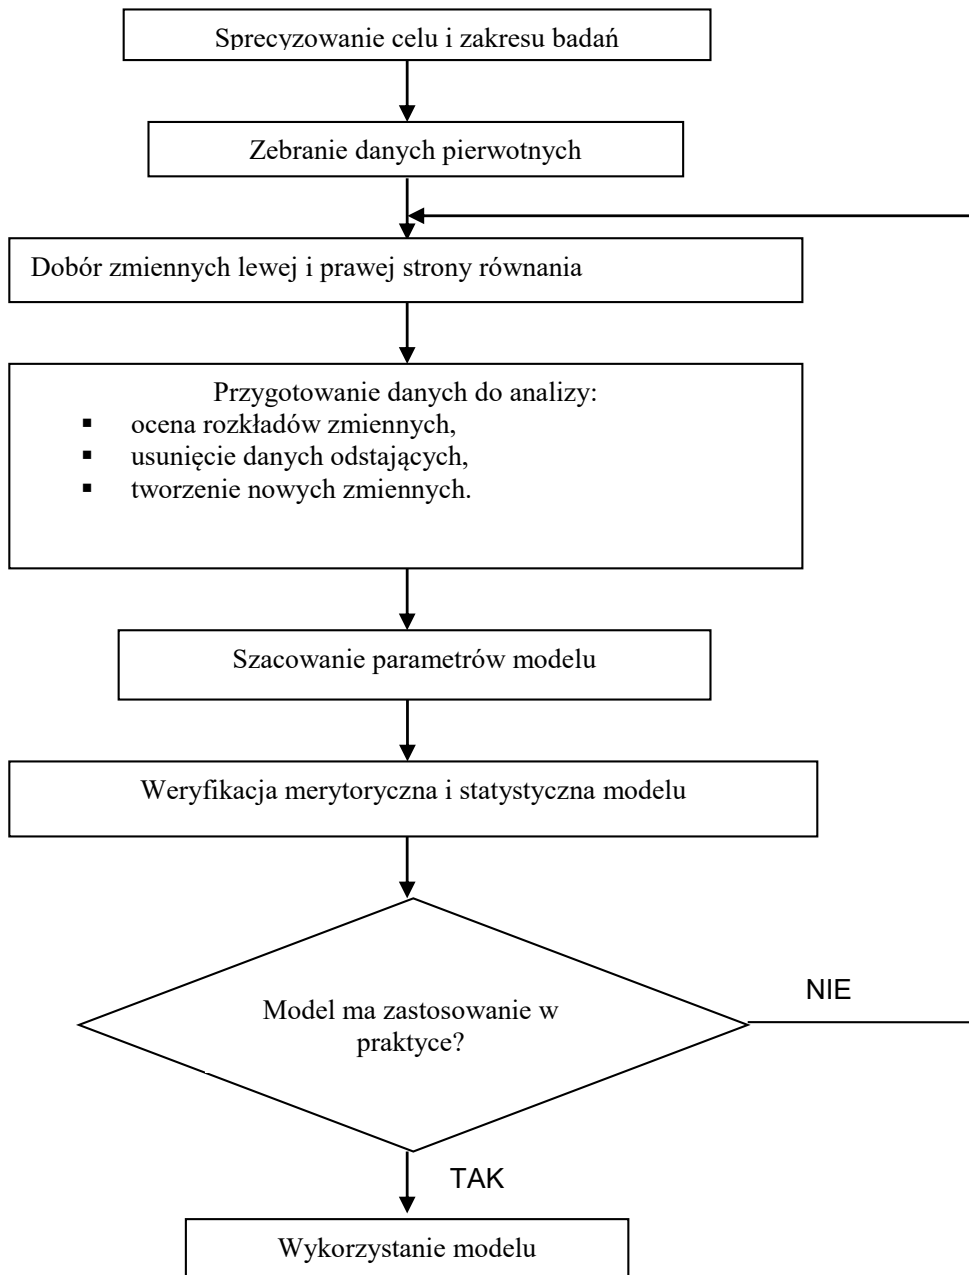 Sprecyzowanie celu i zakresu badań
Zebranie danych pierwotnych
Dobór zmiennych lewej i prawej strony równania
Przygotowanie danych do analizy:
▪ ocena rozkładów zmiennych,
▪ usunięcie danych odstających,
▪ tworzenie nowych zmiennych.
Szacowanie parametrów modelu
Weryfikacja merytoryczna i statystyczna modelu
Model ma zastosowanie w
praktyce?
NIE
TAK
Wykorzystanie modelu